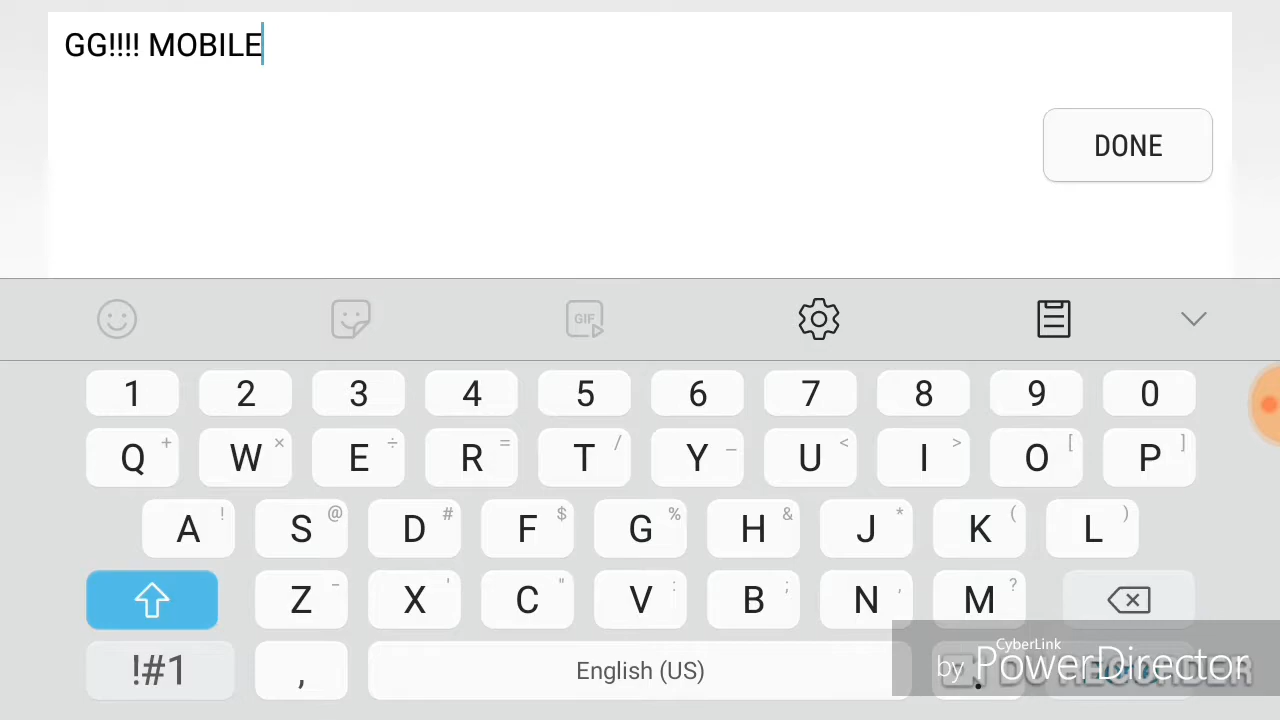 GG!!!! MOBILE
DONE
GIF
1 2 3 4 5 6 7 8 9 0
Q + W × E ÷ R = T / Y _ U < I > O [ P ]
A ! S @ D # F $ G % H & J * K ( L )
Z - X ' C " V : B ; N , M ?
CyberLink
by PowerDirector
!#1 , English (US) .
RECORDER